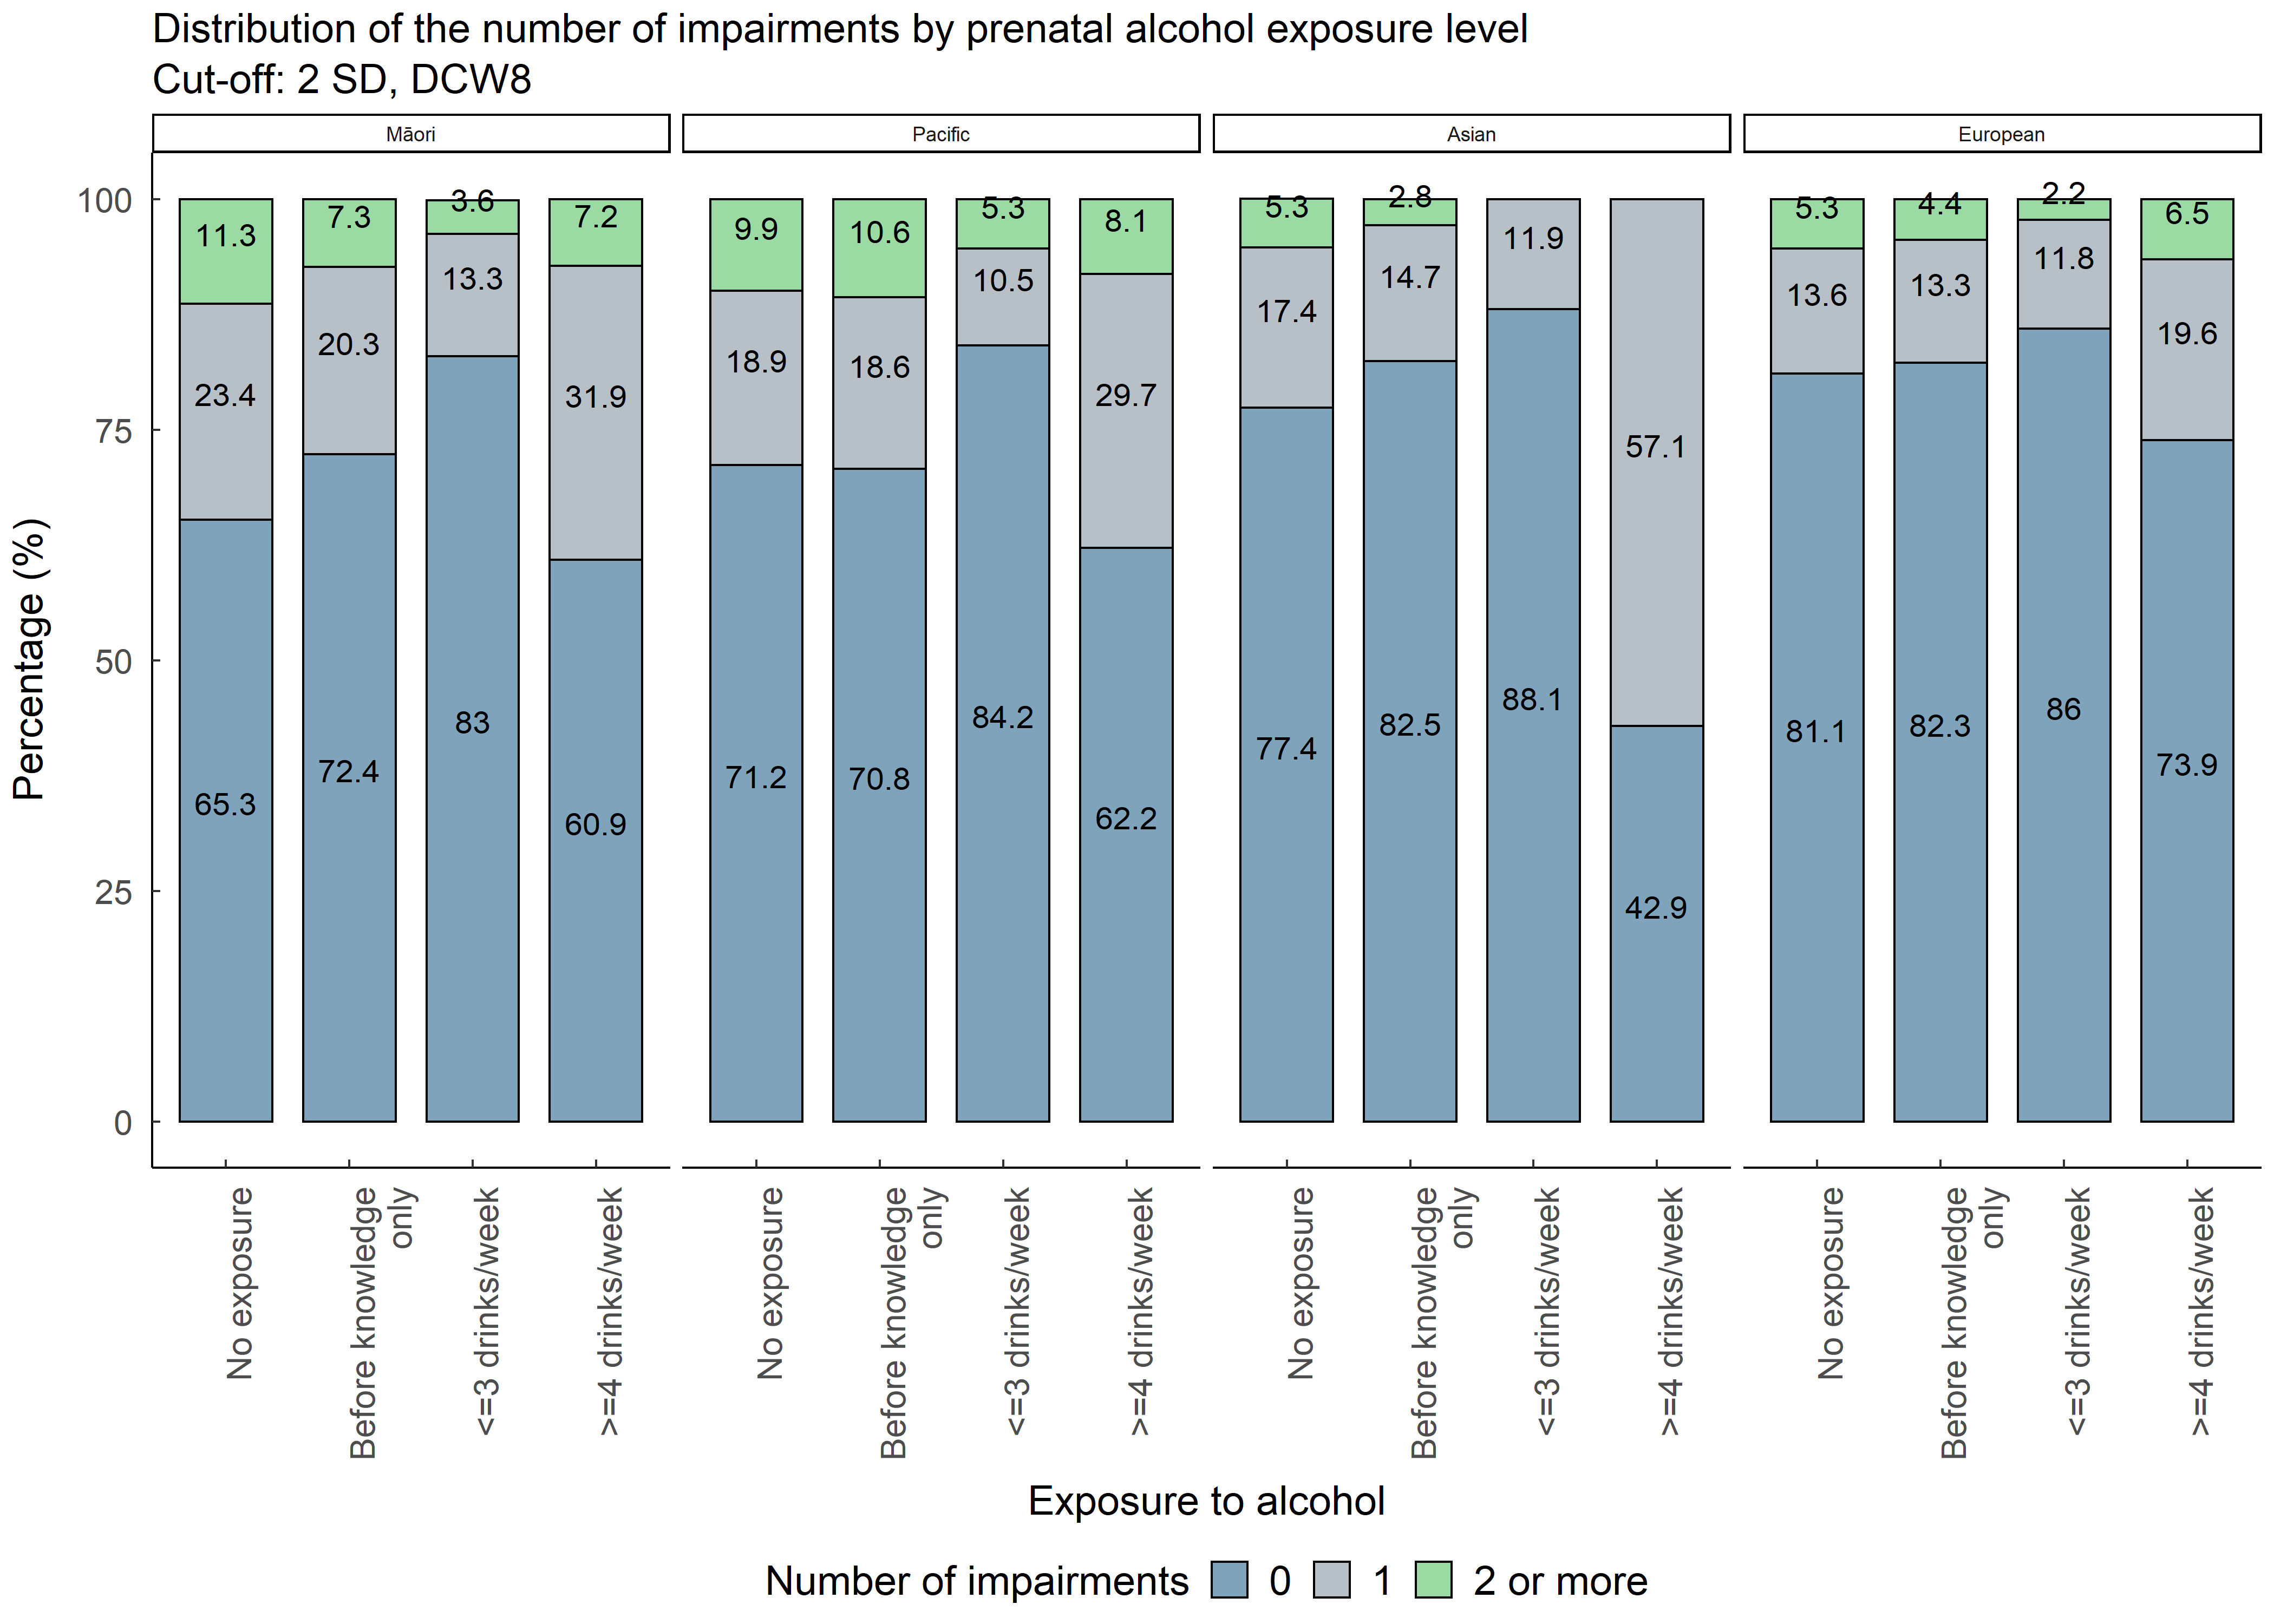 Distribution of the number of impairments by prenatal alcohol exposure level
Cut-off: 2 SD, DCW8
Māori
Pacific
Asian
European
Percentage (%)
100
75
50
25
0
11.3
23.4
65.3
7.3
20.3
72.4
3.6
13.3
83
7.2
31.9
60.9
9.9
18.9
71.2
10.6
18.6
70.8
5.3
10.5
84.2
8.1
29.7
62.2
5.3
17.4
77.4
2.8
14.7
82.5
11.9
88.1
57.1
42.9
5.3
13.6
81.1
4.4
13.3
82.3
2.2
11.8
86
6.5
19.6
73.9
No exposure
Before knowledge
only
<=3 drinks/week
>=4 drinks/week
No exposure
Before knowledge
only
<=3 drinks/week
>=4 drinks/week
No exposure
Before knowledge
only
<=3 drinks/week
>=4 drinks/week
No exposure
Before knowledge
only
<=3 drinks/week
>=4 drinks/week
Exposure to alcohol
Number of impairments 0 1 2 or more